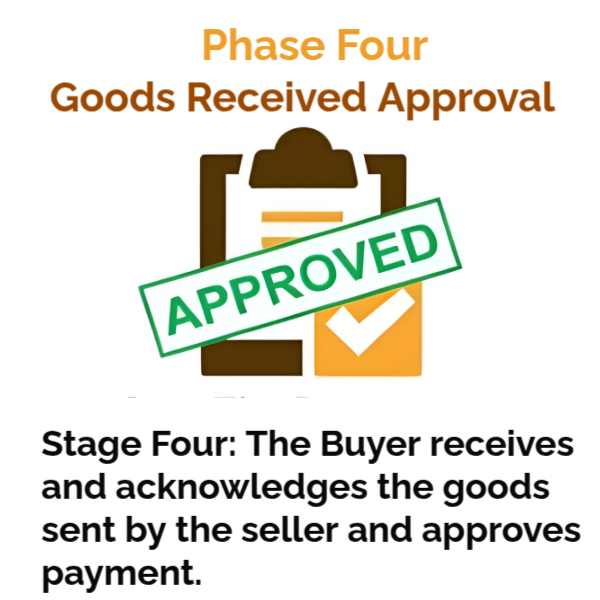 Phase Four
Goods Received Approval
APPROVED
Stage Four: The Buyer receives
and acknowledges the goods
sent by the seller and approves
payment.